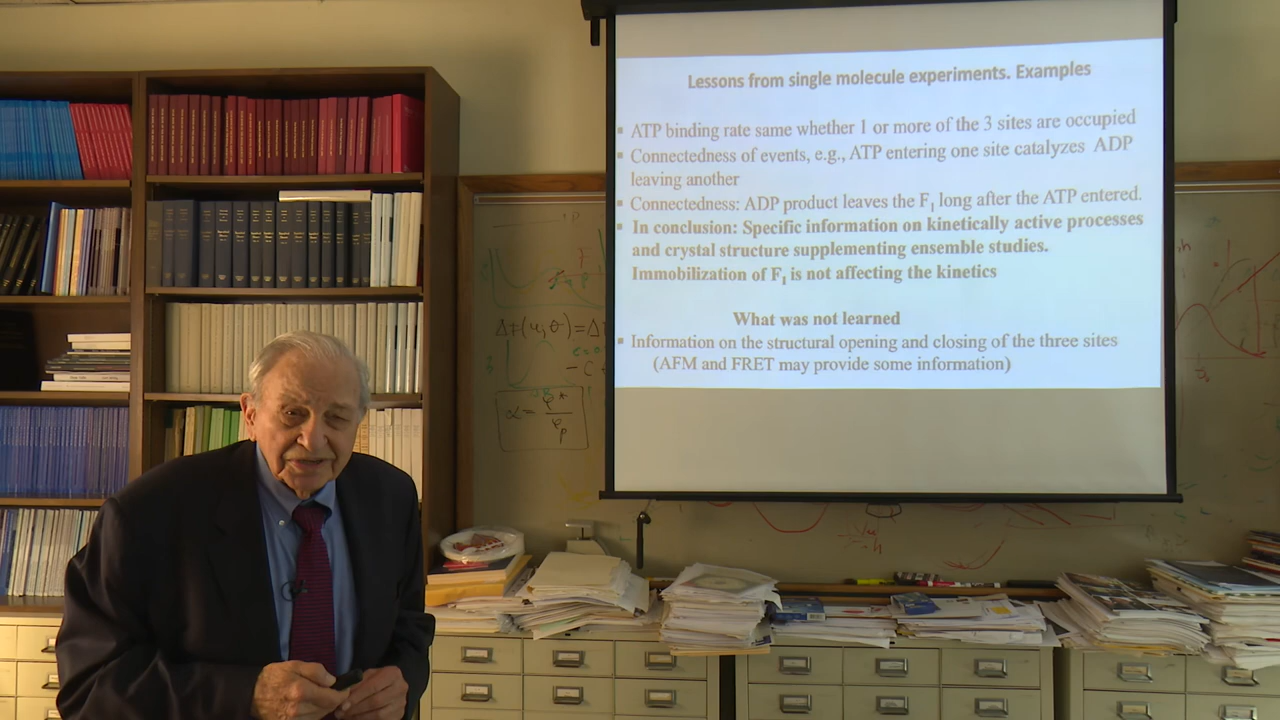 Lessons from single molecule experiments. Examples
▪ ATP binding rate same whether 1 or more of the 3 sites are occupied
▪ Connectedness of events, e.g., ATP entering one site catalyzes ADP
leaving another
▪ Connectedness: ADP product leaves the F1 long after the ATP entered.
▪ In conclusion: Specific information on kinetically active processes
and crystal structure supplementing ensemble studies.
Immobilization of F1 is not affecting the kinetics
What was not learned
▪ Information on the structural opening and closing of the three sites
(AFM and FRET may provide some information)